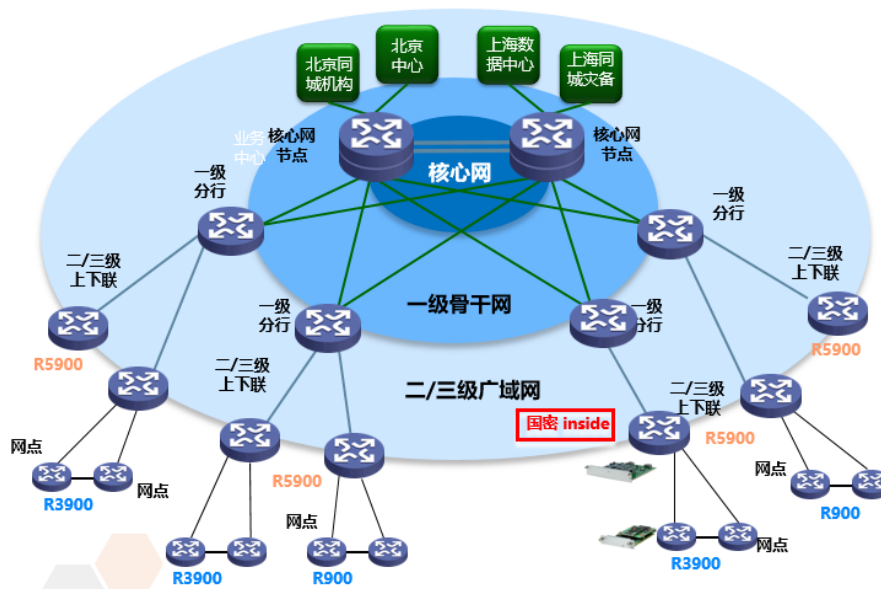 北京同
城机构
北京
中心
上海数
据中心
上海同
城灾备
业务
中心
核心网
节点
核心网
节点
核心网
一级
分行
一级
分行
二/三级
上下联
二/三级
上下联
一级骨干网
一级
分行
一级
分行
R5900
R5900
二/三级
上下联
二/三级广域网
二/三级
上下联
国密 inside
R5900
R5900
网点
网点
R3900
网点
网点
R900
网点
R3900
R900
R3900